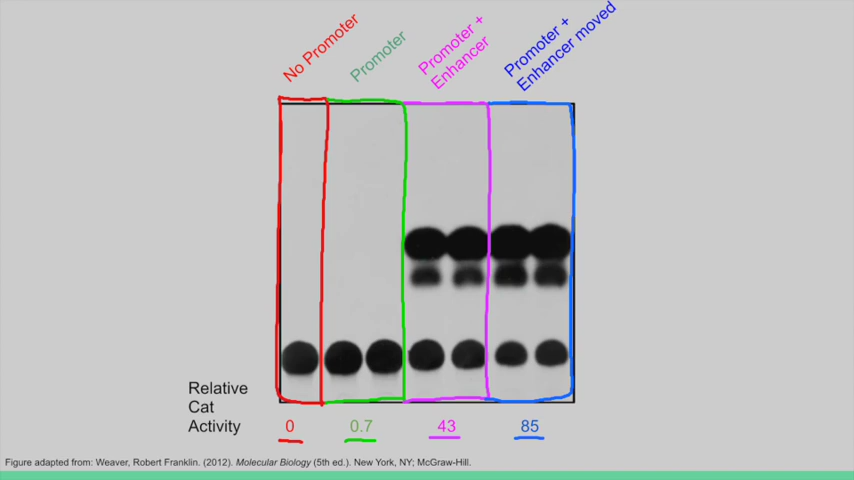 No Promoter
Promoter
Promoter +
Enhancer
Promoter +
Enhancer moved
Relative
Cat
Activity 0 0.7 43 85
Figure adapted from: Weaver, Robert Franklin. (2012). Molecular Biology (5th ed.). New York, NY; McGraw-Hill.